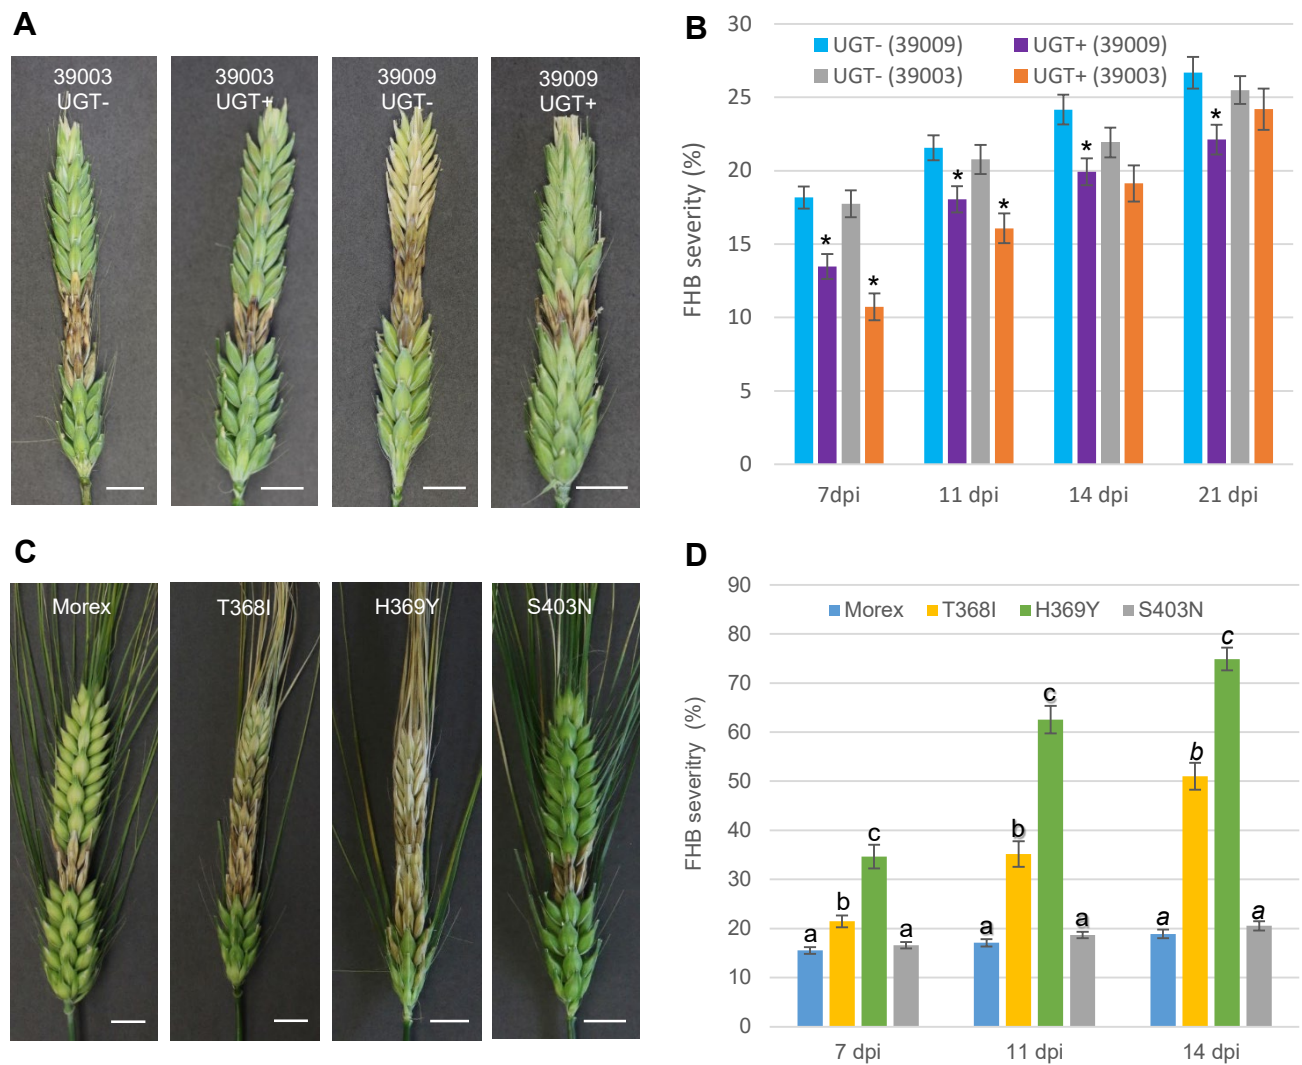 A
39003
UGT-
39003
UGT+
39009
UGT-
39009
UGT+
B
FHB severity (%)
30
25
20
15
10
5
0
UGT- (39009)
UGT+ (39009)
UGT- (39003)
UGT+ (39003)
*
*
*
*
*
*
7dpi
11 dpi
14 dpi
21 dpi
C
Morex
T368I
H369Y
S403N
D
FHB severitry (%)
90
80
70
60
50
40
30
20
10
0
Morex
T368I
H369Y
S403N
a
b
c
a
a
b
c
a
a
b
c
a
7 dpi
11 dpi
14 dpi